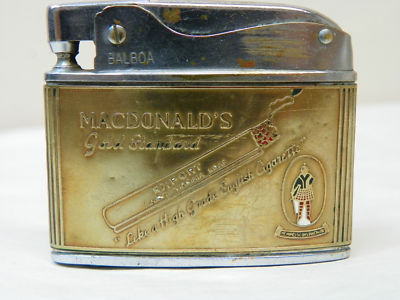 BALBOA
MACDONALD'S
Gold Standard
EXPORT
"Like a High Grade English Cigarette"